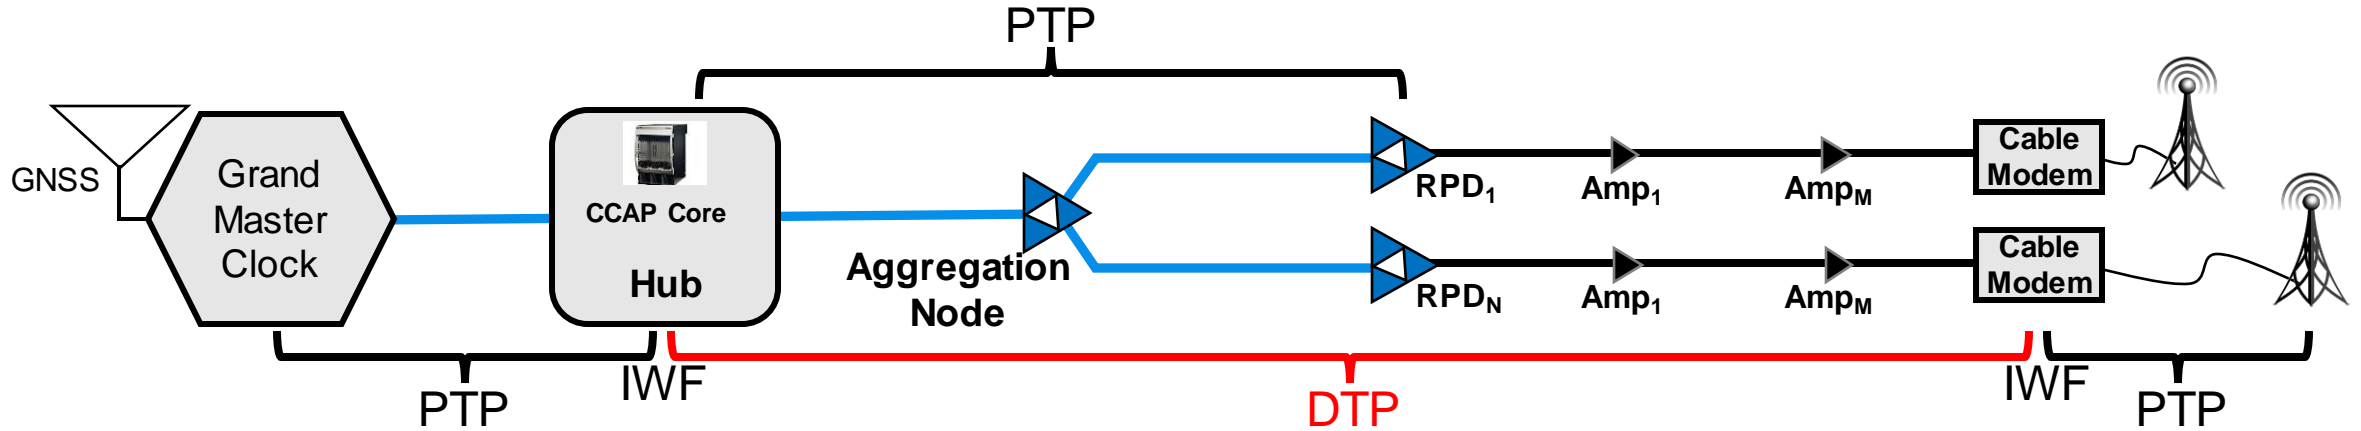 PTP
GNSS
Grand
Master
Clock
CCAP Core
Hub
Aggregation
Node
RPD1
Amp1
AmpM
Cable
Modem
RPDN
Amp1
AmpM
Cable
Modem
PTP
IWF
DTP
IWF
PTP